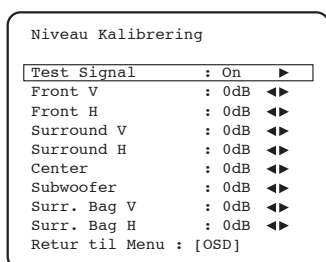 Niveau Kalibrering
Test Signal : On ▶
Front V : 0dB ◀▶
Front H : 0dB ◀▶
Surround V : 0dB ◀▶
Surround H : 0dB ◀▶
Center : 0dB ◀▶
Subwoofer : 0dB ◀▶
Surr. Bag V : 0dB ◀▶
Surr. Bag H : 0dB ◀▶
Retur til Menu : [OSD]